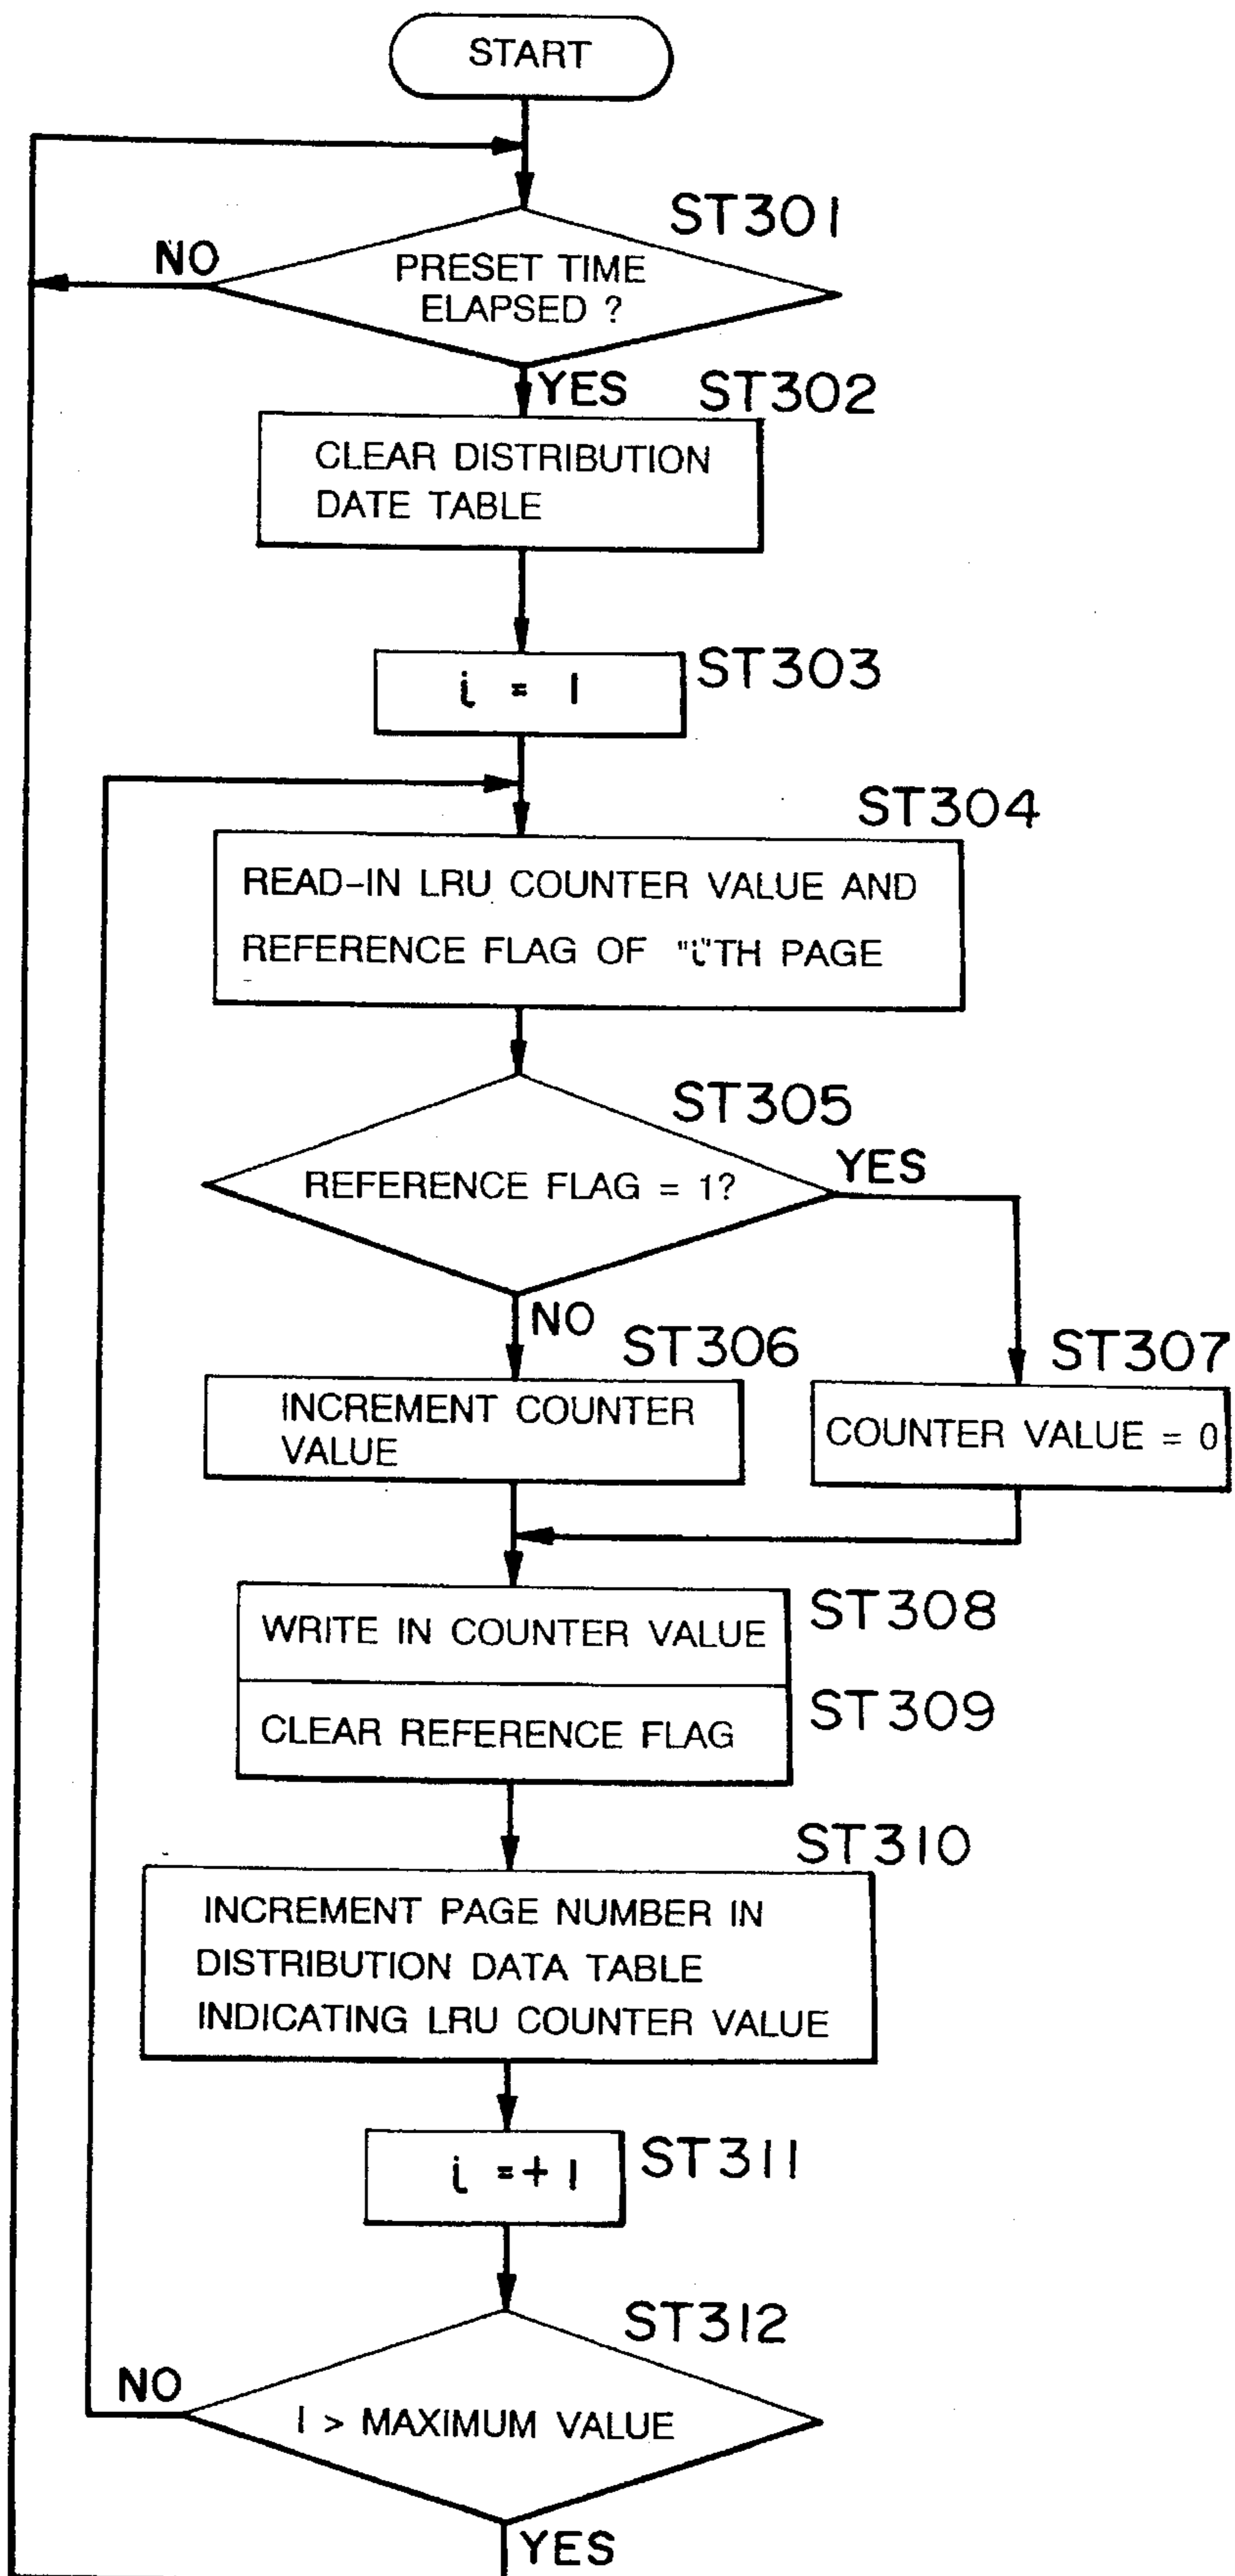 START
ST301
NO
PRESET TIME
ELAPSED ?
YES
ST302
CLEAR DISTRIBUTION
DATE TABLE
ST303
i = 1
ST304
READ-IN LRU COUNTER VALUE AND
REFERENCE FLAG OF "i"TH PAGE
ST305
REFERENCE FLAG = 1?
YES
NO
ST306
ST307
INCREMENT COUNTER
VALUE
COUNTER VALUE = 0
WRITE IN COUNTER VALUE
ST308
CLEAR REFERENCE FLAG
ST309
ST310
INCREMENT PAGE NUMBER IN
DISTRIBUTION DATA TABLE
INDICATING LRU COUNTER VALUE
i =+ 1
ST311
ST312
NO
I > MAXIMUM VALUE
YES